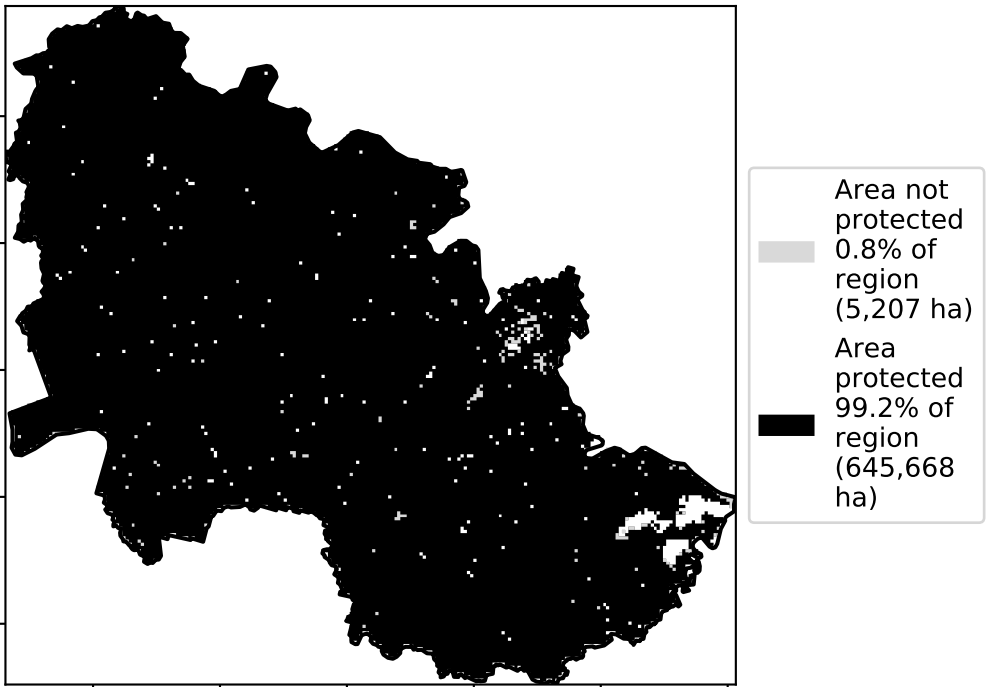 Area not
protected
0.8% of
region
(5,207 ha)
Area
protected
99.2% of
region
(645,668
ha)